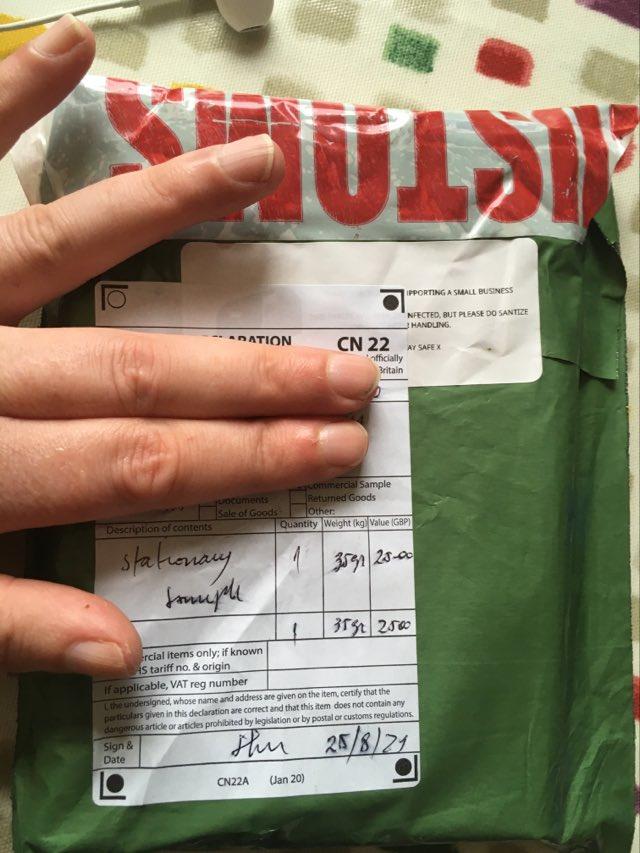 USTOMS
PPORTING A SMALL BUSINESS
NFECTED, BUT PLEASE DO SANTIZE
HANDLING.
AY SAFE X
LARATION CN 22
officially
Britain
Commercial Sample
Documents Returned Goods
Sale of Goods Other:
Description of contents Quantity Weight (kg) Value (GBP)
Stationary 1 35gr 25.00
Sample
1 35gr 25.00
ercial items only; if known
HS tariff no. & origin
If applicable, VAT reg number
I, the undersigned, whose name and address are given on the item, certify that the
particulars given in this declaration are correct and that this item does not contain any
dangerous article or articles prohibited by legislation or by postal or customs regulations.
Sign &
Date 25/8/21
CN22A (Jan 20)